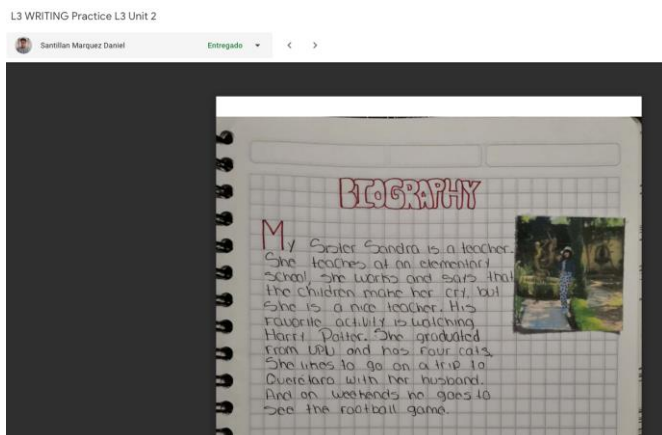 L3 WRITING Practice L3 Unit 2
Santillan Marquez Daniel
Entregado
BIOGRAPHY
My Sister Sandra is a teacher.
She teaches at an elementary
School, she works and says that
the children make her cry, but
She is a nice teacher. His
Favorite activity is watching
Harry Potter. She graduated
From UPN and has Four cats.
She likes to go on a trip to
Querétaro with her husband.
And on weekends he goes to
see the football game.